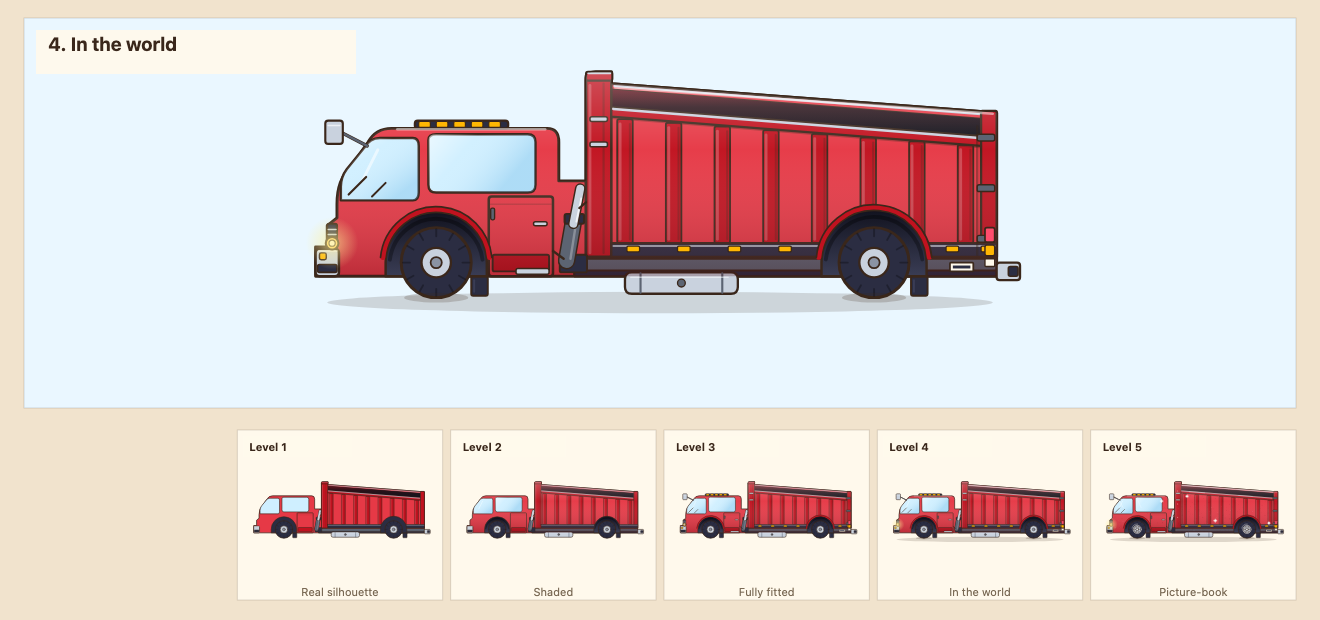 4. In the world
Level 1
Real silhouette
Level 2
Shaded
Level 3
Fully fitted
Level 4
In the world
Level 5
Picture-book